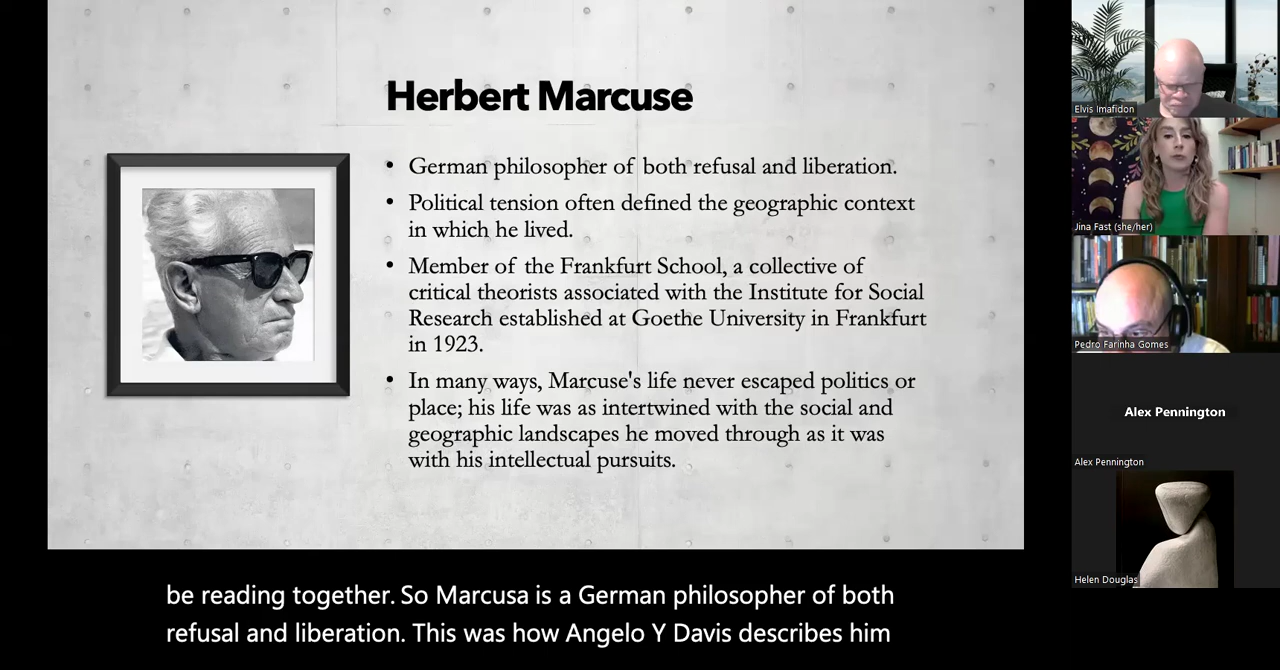 Herbert Marcuse
• German philosopher of both refusal and liberation.
• Political tension often defined the geographic context
in which he lived.
• Member of the Frankfurt School, a collective of
critical theorists associated with the Institute for Social
Research established at Goethe University in Frankfurt
in 1923.
• In many ways, Marcuse's life never escaped politics or
place; his life was as intertwined with the social and
geographic landscapes he moved through as it was
with his intellectual pursuits.
be reading together. So Marcusa is a German philosopher of both
refusal and liberation. This was how Angelo Y Davis describes him
Elvis Imafidon
Jina Fast (she/her)
Pedro Farinha Gomes
Alex Pennington
Alex Pennington
Helen Douglas